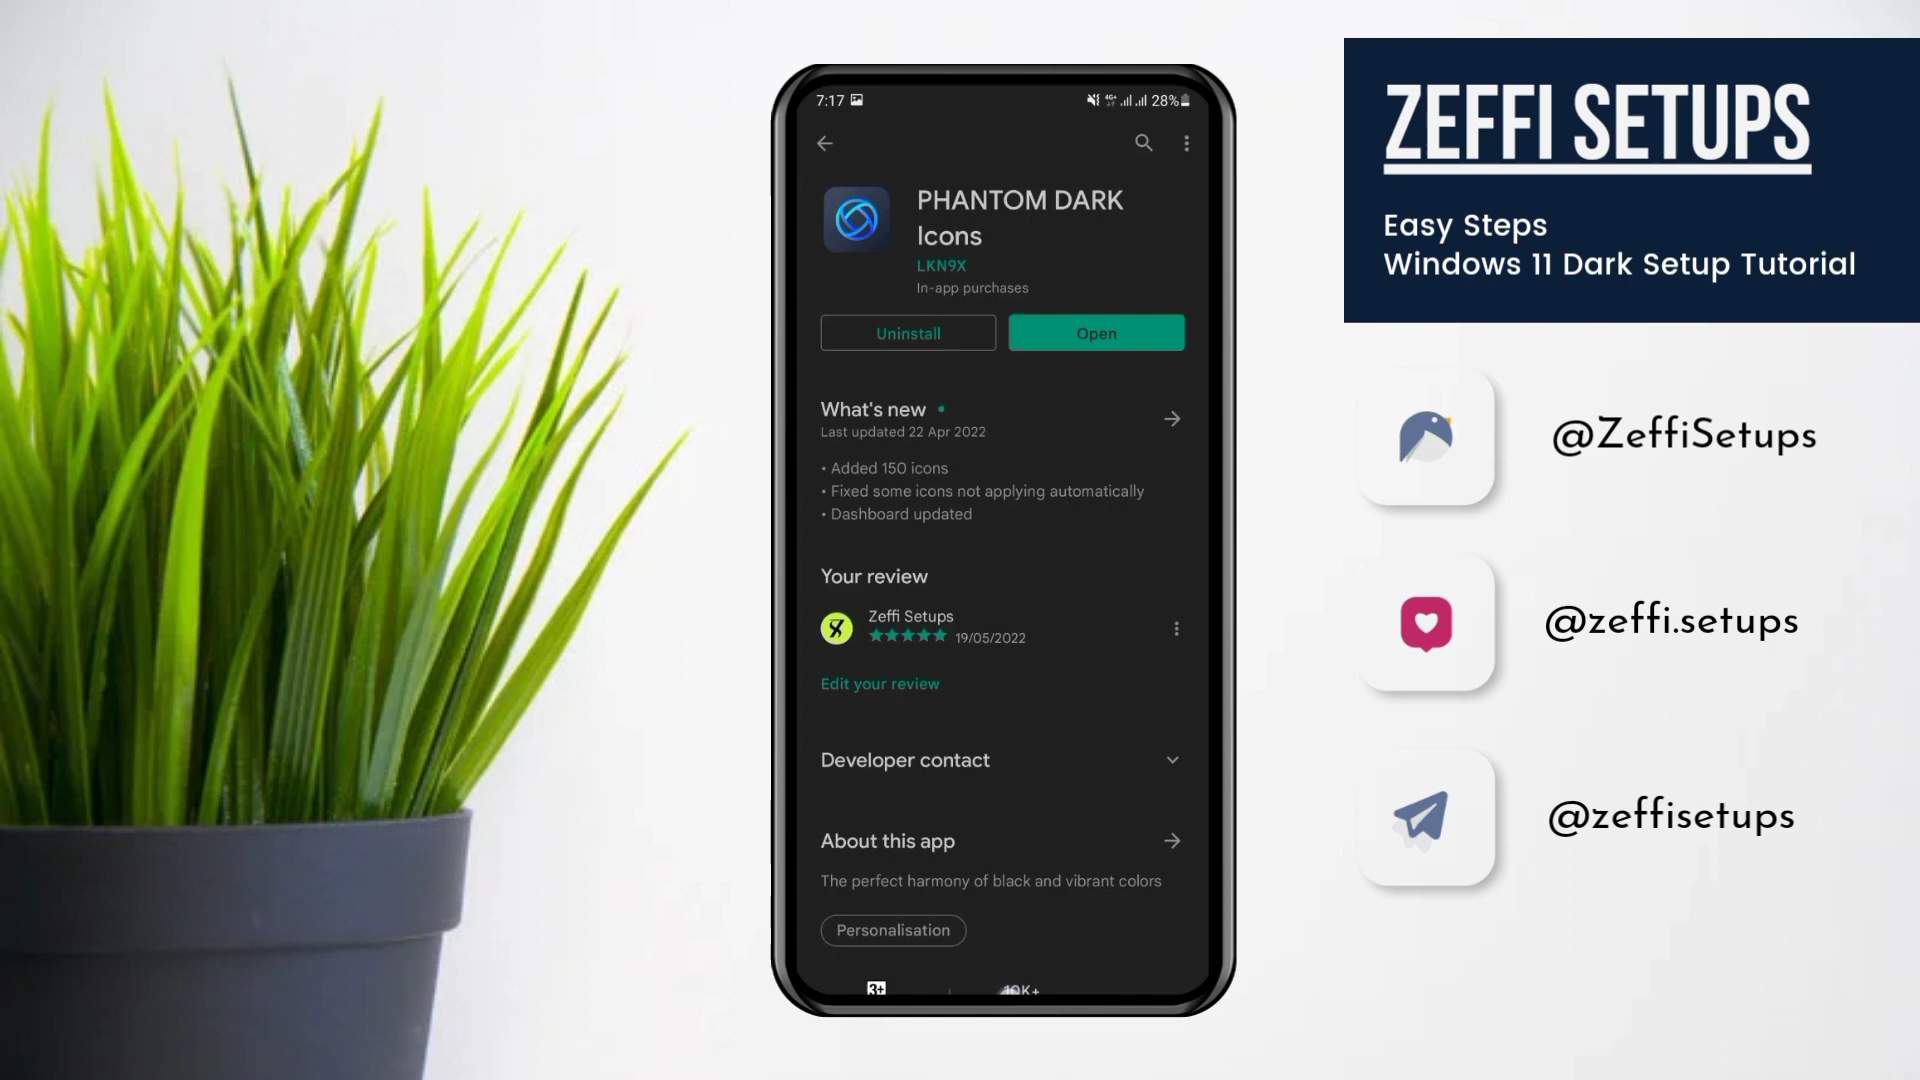 7:17
4G+
28%
PHANTOM DARK
Icons
LKN9X
In-app purchases
Uninstall
Open
What's new
Last updated 22 Apr 2022
• Added 150 icons
• Fixed some icons not applying automatically
• Dashboard updated
Your review
Zeffi Setups
19/05/2022
Edit your review
Developer contact
About this app
The perfect harmony of black and vibrant colors
Personalisation
3+
10K+
ZEFFI SETUPS
Easy Steps
Windows 11 Dark Setup Tutorial
@ZeffiSetups
@zeffi.setups
@zeffisetups